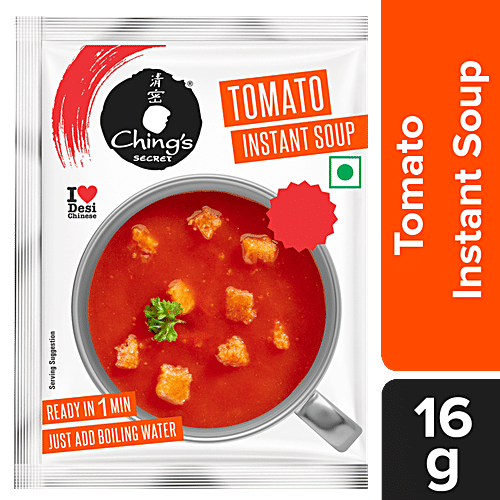 清
密
Ching's
SECRET
®
TOMATO
INSTANT SOUP
I
Desi
Chinese
Serving Suggestion
READY IN 1 MIN
JUST ADD BOILING WATER
Tomato
Instant Soup
16
g